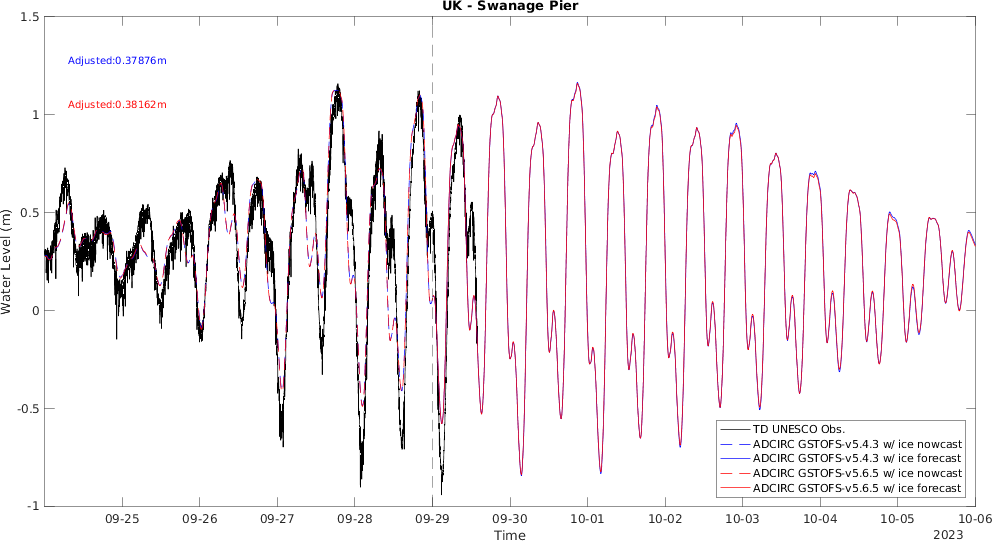 UK - Swanage Pier
1.5
Adjusted:0.37876m
Adjusted:0.38162m
1
0.5
0
-0.5
-1
Water Level (m)
TD UNESCO Obs.
ADCIRC GSTOFS-v5.4.3 w/ ice nowcast
ADCIRC GSTOFS-v5.4.3 w/ ice forecast
ADCIRC GSTOFS-v5.6.5 w/ ice nowcast
ADCIRC GSTOFS-v5.6.5 w/ ice forecast
09-25 09-26 09-27 09-28 09-29 09-30 10-01 10-02 10-03 10-04 10-05 10-06
Time
2023